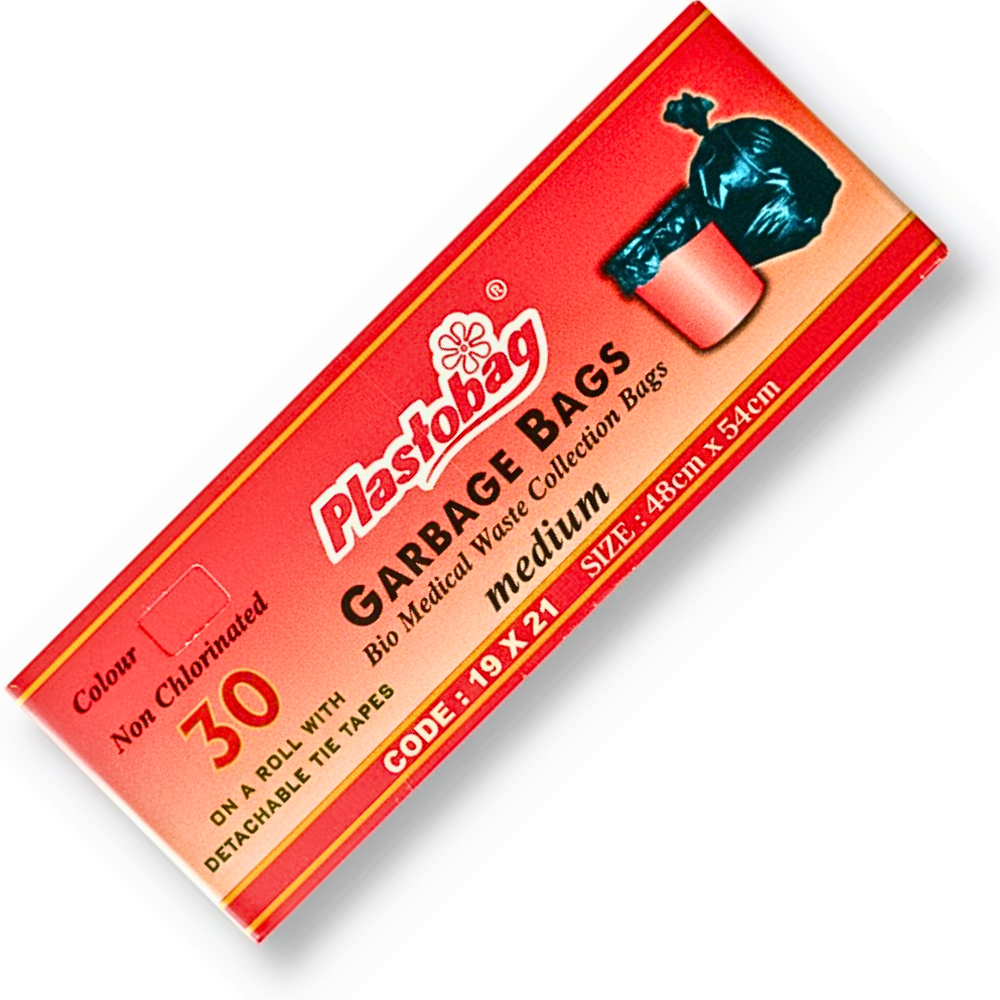 Plastobag ®
GARBAGE BAGS
Bio Medical Waste Collection Bags
medium
Colour
Non Chlorinated
30
ON A ROLL WITH
DETACHABLE TIE TAPES
CODE : 19 X 21 SIZE : 48cm x 54cm